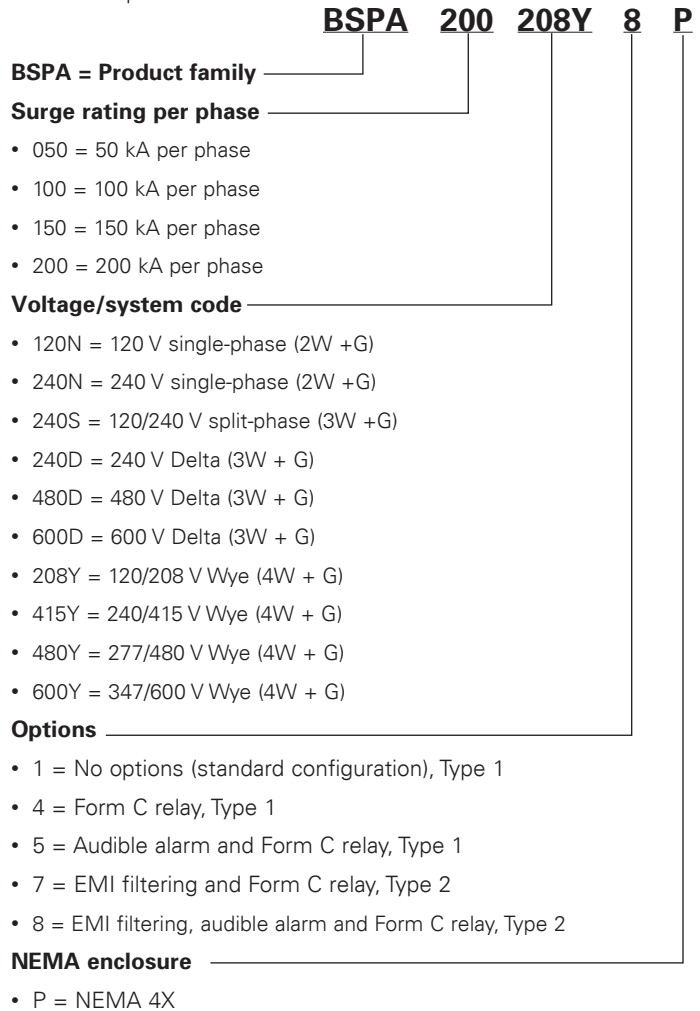 BSPA 200 208Y 8 P
BSPA = Product family
Surge rating per phase
• 050 = 50 kA per phase
• 100 = 100 kA per phase
• 150 = 150 kA per phase
• 200 = 200 kA per phase
Voltage/system code
• 120N = 120 V single-phase (2W +G)
• 240N = 240 V single-phase (2W +G)
• 240S = 120/240 V split-phase (3W +G)
• 240D = 240 V Delta (3W + G)
• 480D = 480 V Delta (3W + G)
• 600D = 600 V Delta (3W + G)
• 208Y = 120/208 V Wye (4W + G)
• 415Y = 240/415 V Wye (4W + G)
• 480Y = 277/480 V Wye (4W + G)
• 600Y = 347/600 V Wye (4W + G)
Options
• 1 = No options (standard configuration), Type 1
• 4 = Form C relay, Type 1
• 5 = Audible alarm and Form C relay, Type 1
• 7 = EMI filtering and Form C relay, Type 2
• 8 = EMI filtering, audible alarm and Form C relay, Type 2
NEMA enclosure
• P = NEMA 4X